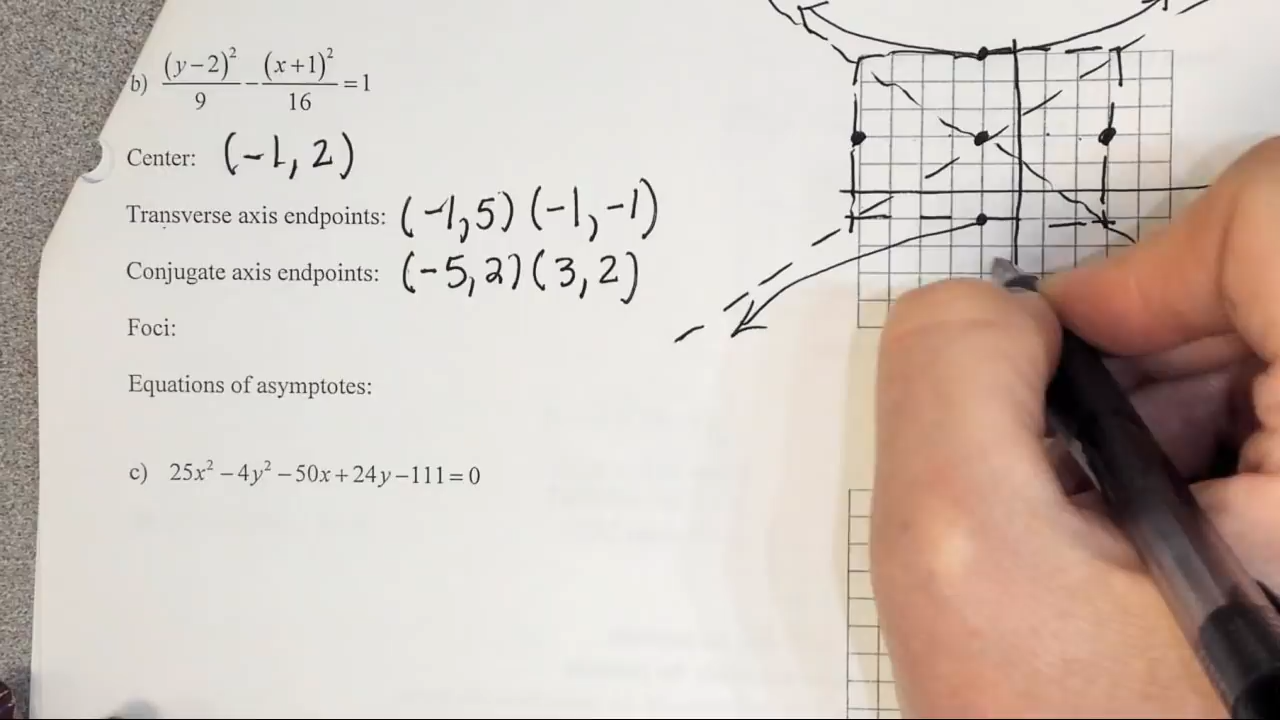 b) (y-2)²/9 - (x+1)²/16 = 1
Center: (-1, 2)
Transverse axis endpoints: (-1,5) (-1,-1)
Conjugate axis endpoints: (-5,2) (3,2)
Foci:
Equations of asymptotes:
c) 25x² - 4y² - 50x + 24y - 111 = 0